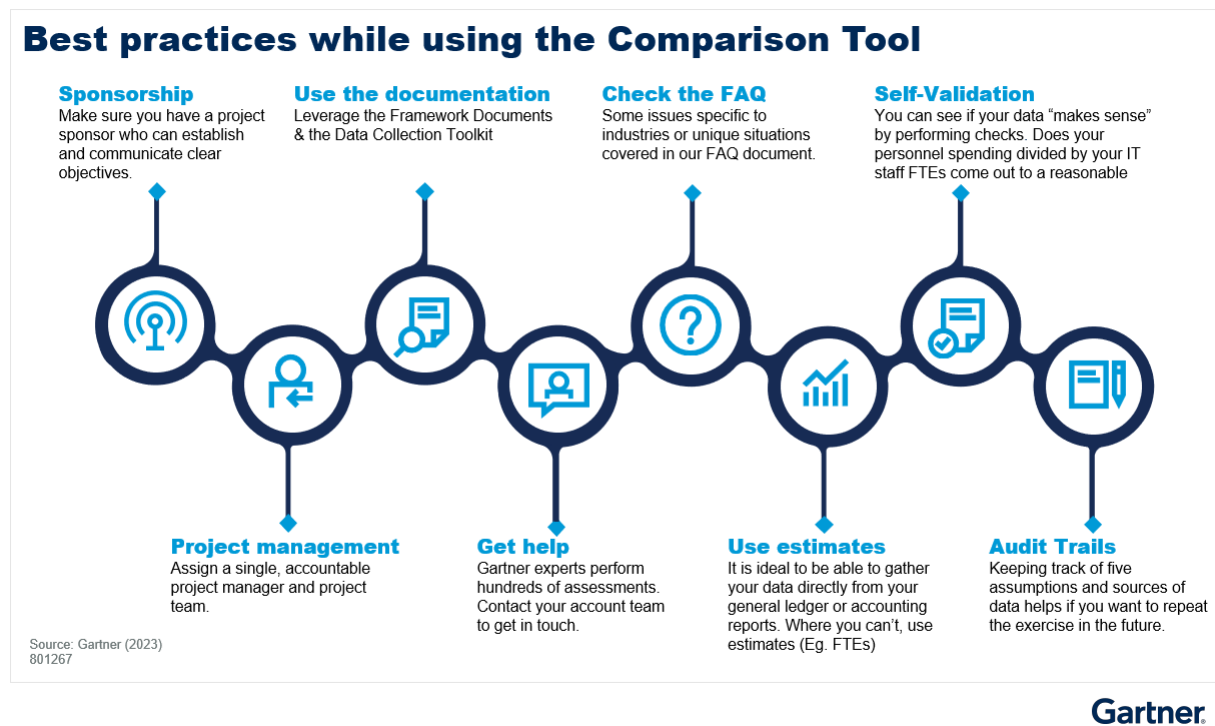 Best practices while using the Comparison Tool
Sponsorship
Make sure you have a project
sponsor who can establish
and communicate clear
objectives.
Use the documentation
Leverage the Framework Documents
& the Data Collection Toolkit
Check the FAQ
Some issues specific to
industries or unique situations
covered in our FAQ document.
Self-Validation
You can see if your data “makes sense”
by performing checks. Does your
personnel spending divided by your IT
staff FTEs come out to a reasonable
Project management
Assign a single, accountable
project manager and project
team.
Get help
Gartner experts perform
hundreds of assessments.
Contact your account team
to get in touch.
Use estimates
It is ideal to be able to gather
your data directly from your
general ledger or accounting
reports. Where you can’t, use
estimates (Eg. FTEs)
Audit Trails
Keeping track of five
assumptions and sources of
data helps if you want to repeat
the exercise in the future.
Source: Gartner (2023)
801267
Gartner®